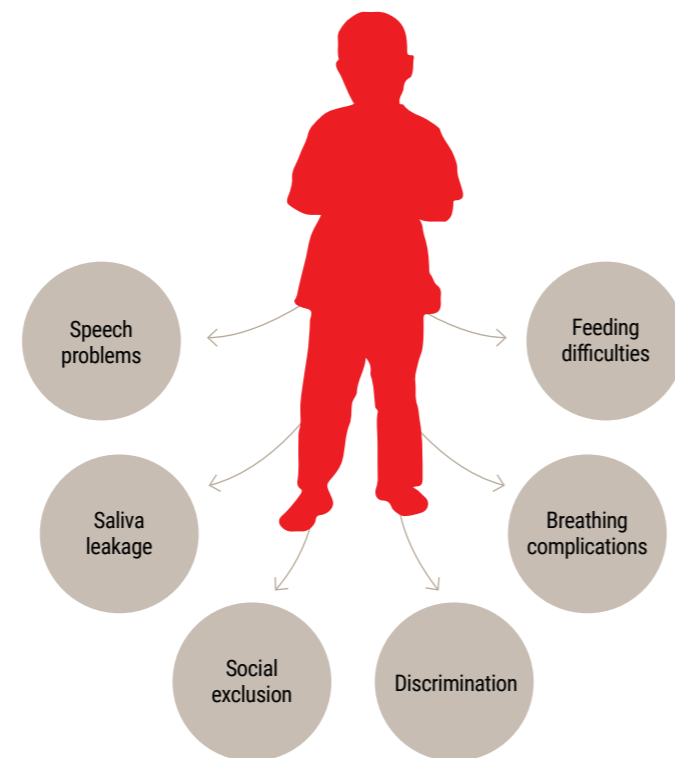 Speech
problems
Feeding
difficulties
Saliva
leakage
Breathing
complications
Social
exclusion
Discrimination